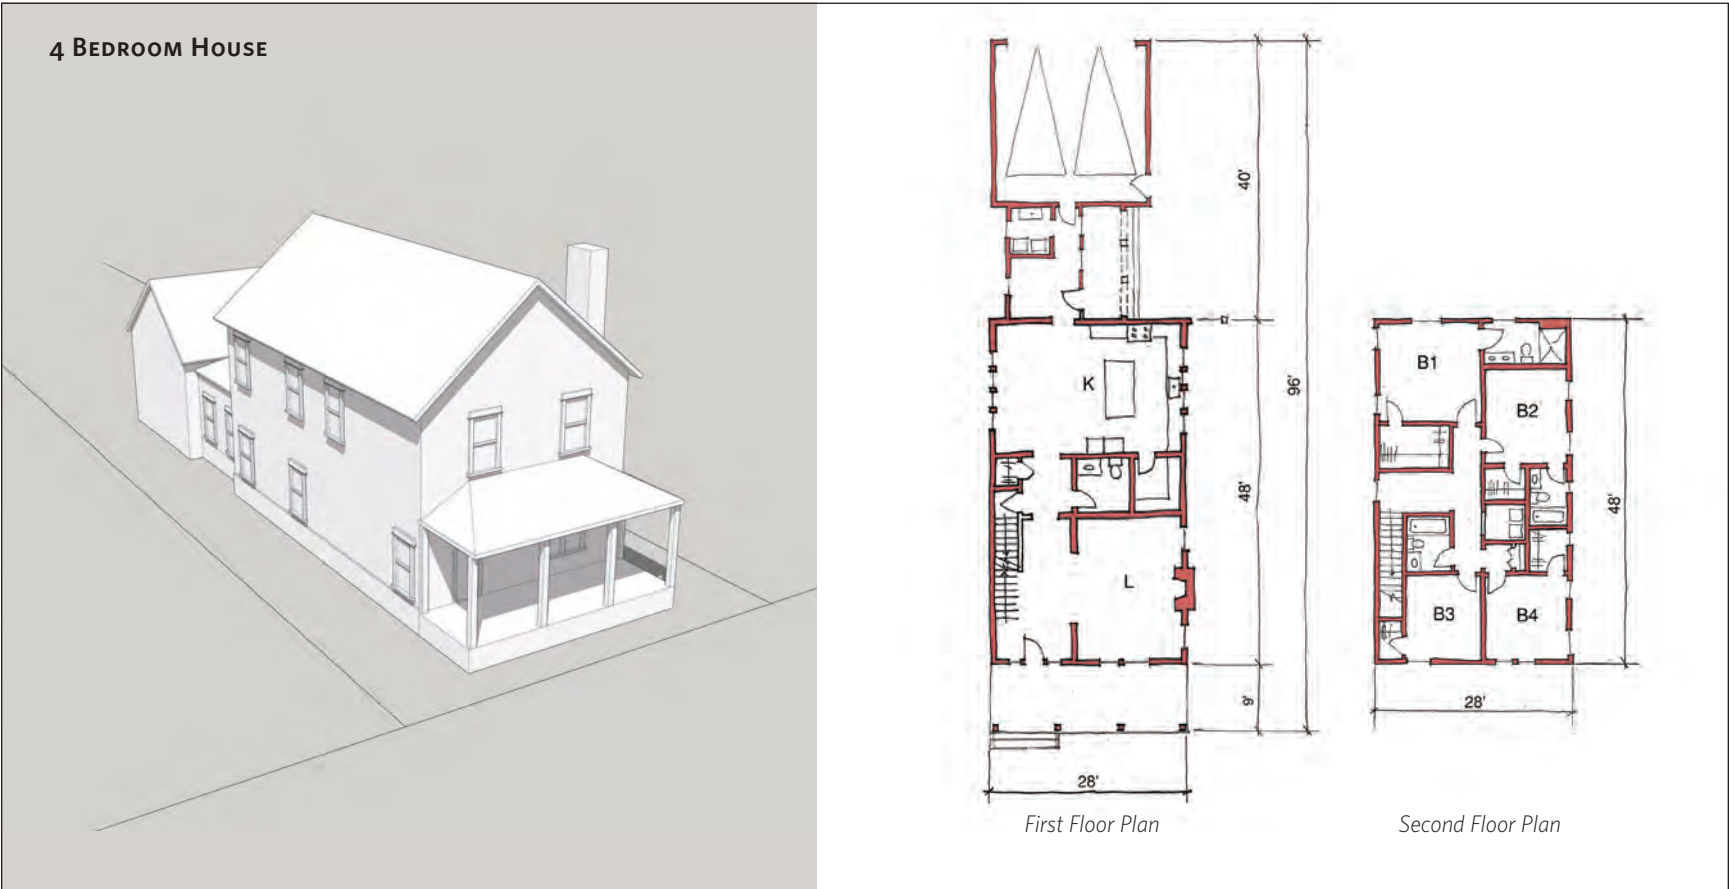 4 Bedroom House
40'
96'
K
48'
L
9'
28'
First Floor Plan
B1
B2
B3
B4
48'
28'
Second Floor Plan